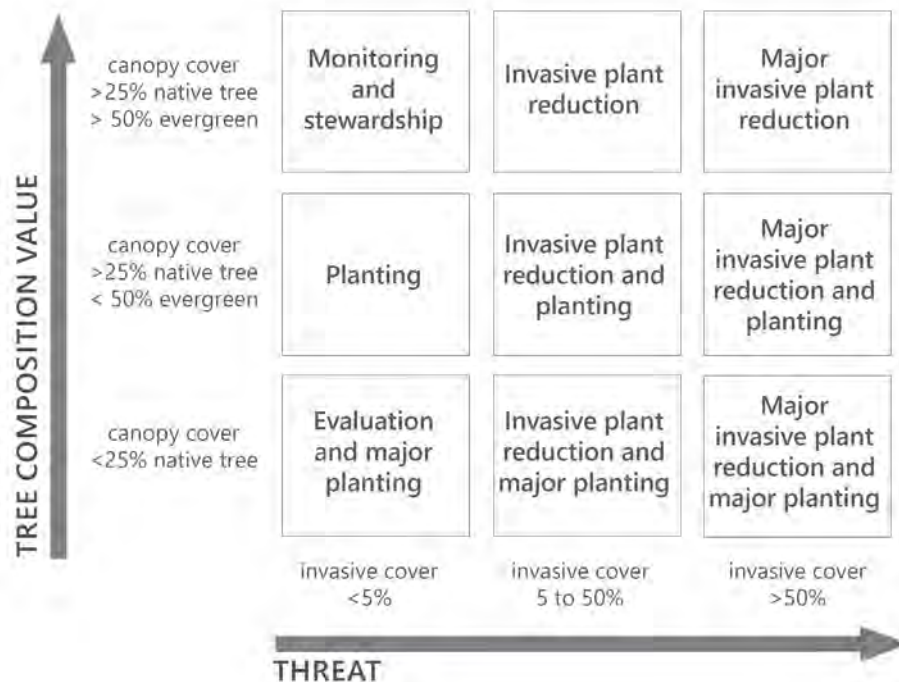 TREE COMPOSITION VALUE
canopy cover
>25% native tree
> 50% evergreen
Monitoring
and
stewardship
Invasive plant
reduction
Major
invasive plant
reduction
canopy cover
>25% native tree
< 50% evergreen
Planting
Invasive plant
reduction and
planting
Major
invasive plant
reduction and
planting
canopy cover
<25% native tree
Evaluation
and major
planting
Invasive plant
reduction and
major planting
Major
invasive plant
reduction and
major planting
invasive cover
<5%
invasive cover
5 to 50%
invasive cover
>50%
THREAT